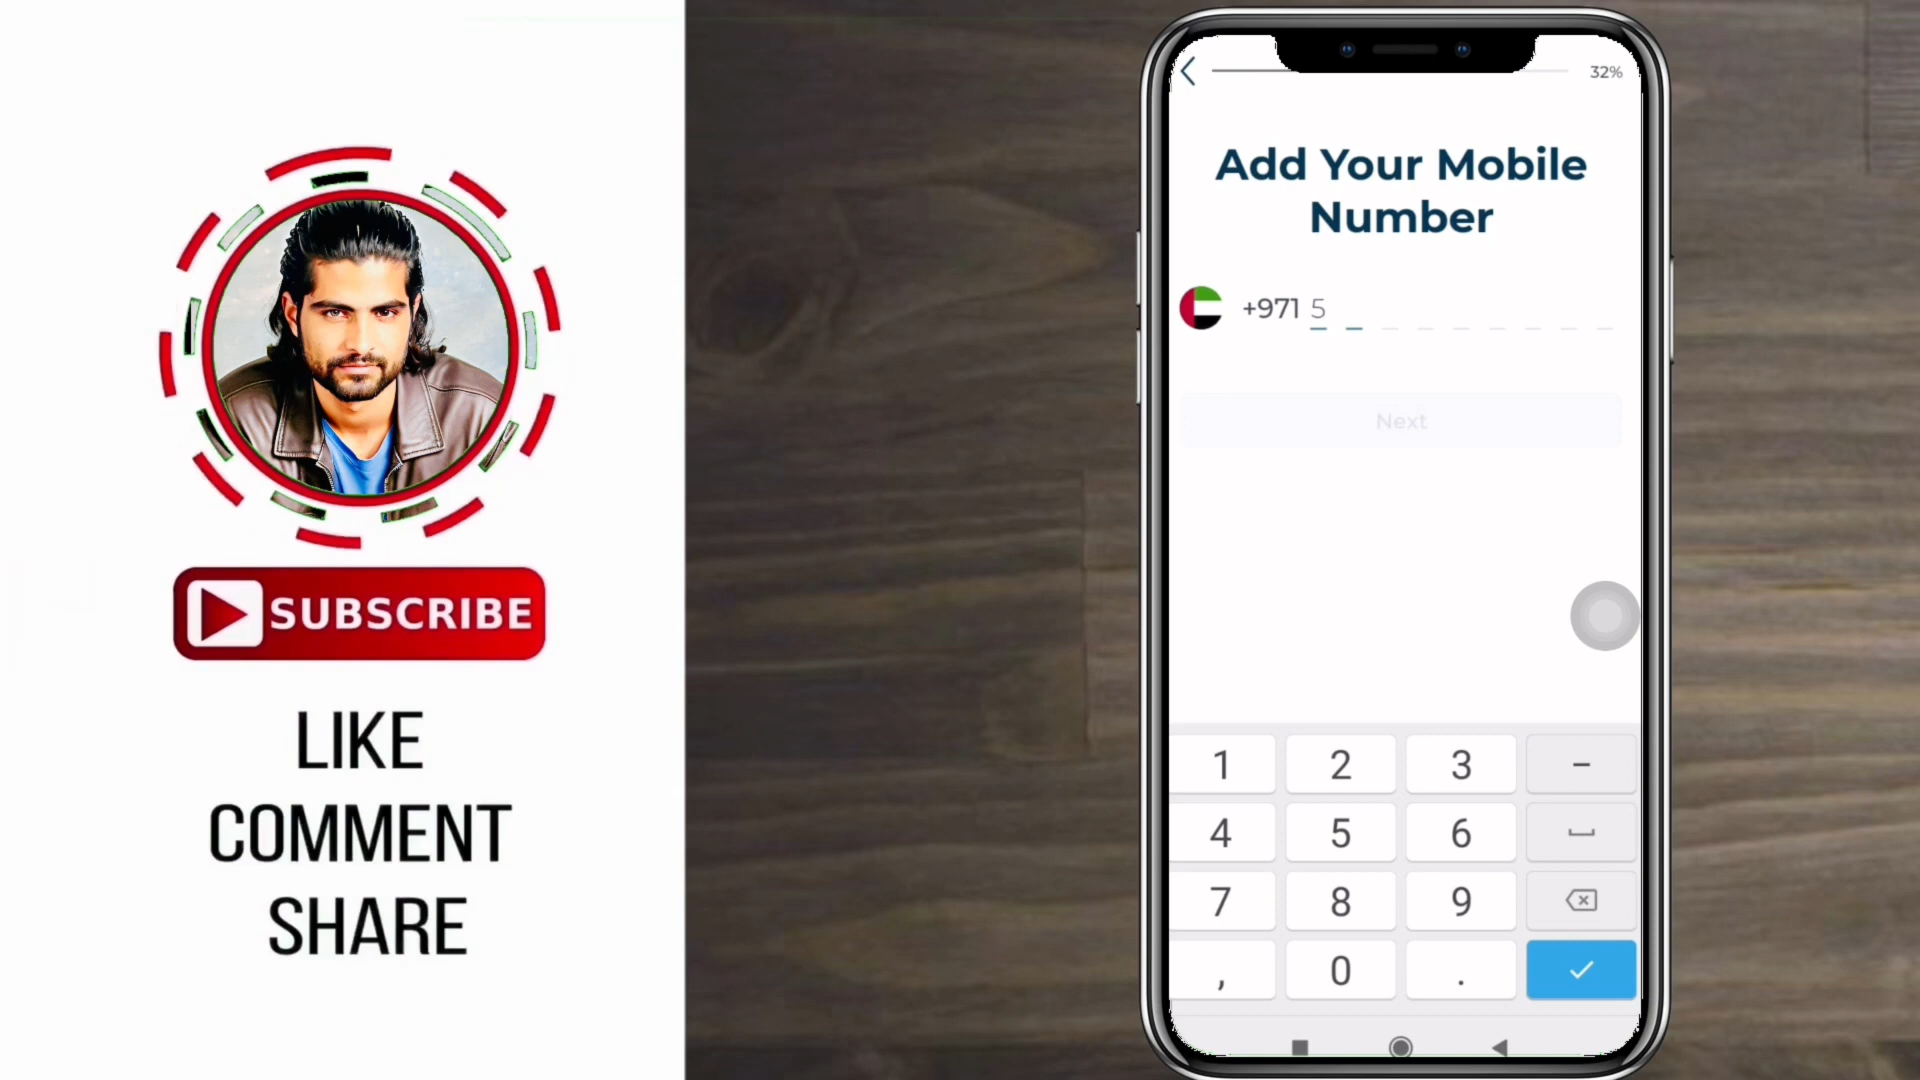 SUBSCRIBE
LIKE
COMMENT
SHARE
32%
Add Your Mobile
Number
+971 5
Next
1 2 3 –
4 5 6
7 8 9
, 0 .